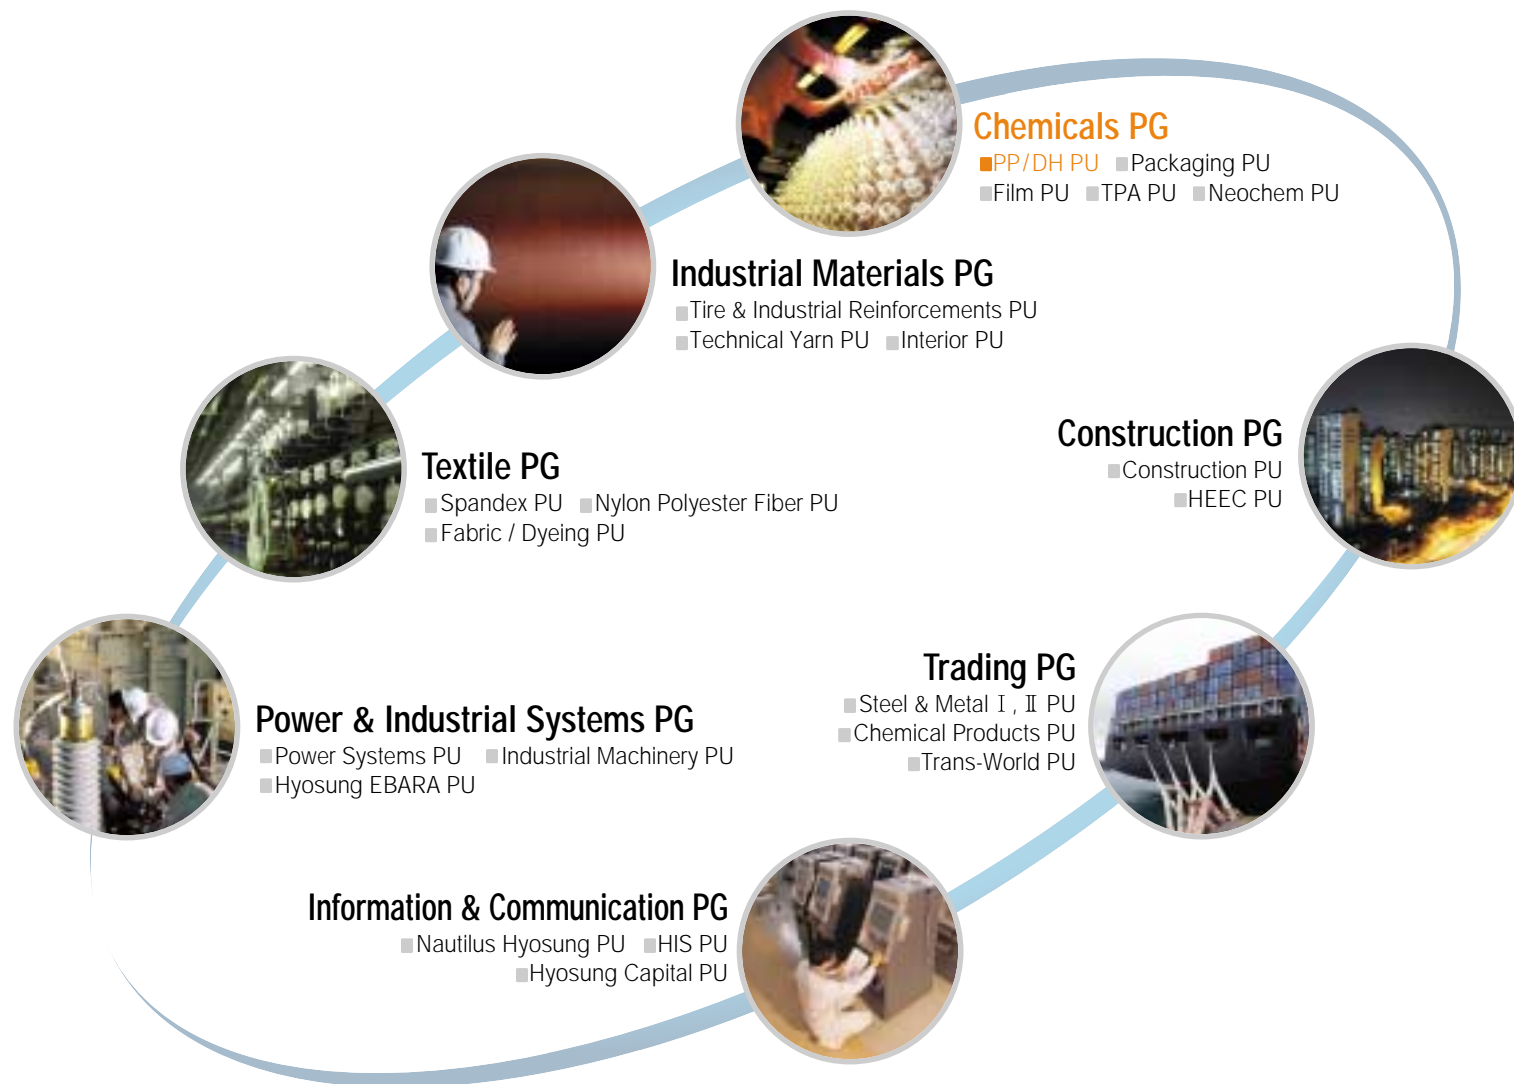 Chemicals PG
PP/DH PU Packaging PU
Film PU TPA PU Neochem PU
Industrial Materials PG
Tire & Industrial Reinforcements PU
Technical Yarn PU Interior PU
Construction PG
Construction PU
HEEC PU
Textile PG
Spandex PU Nylon Polyester Fiber PU
Fabric / Dyeing PU
Trading PG
Steel & Metal Ⅰ, Ⅱ PU
Chemical Products PU
Trans-World PU
Power & Industrial Systems PG
Power Systems PU Industrial Machinery PU
Hyosung EBARA PU
Information & Communication PG
Nautilus Hyosung PU HIS PU
Hyosung Capital PU